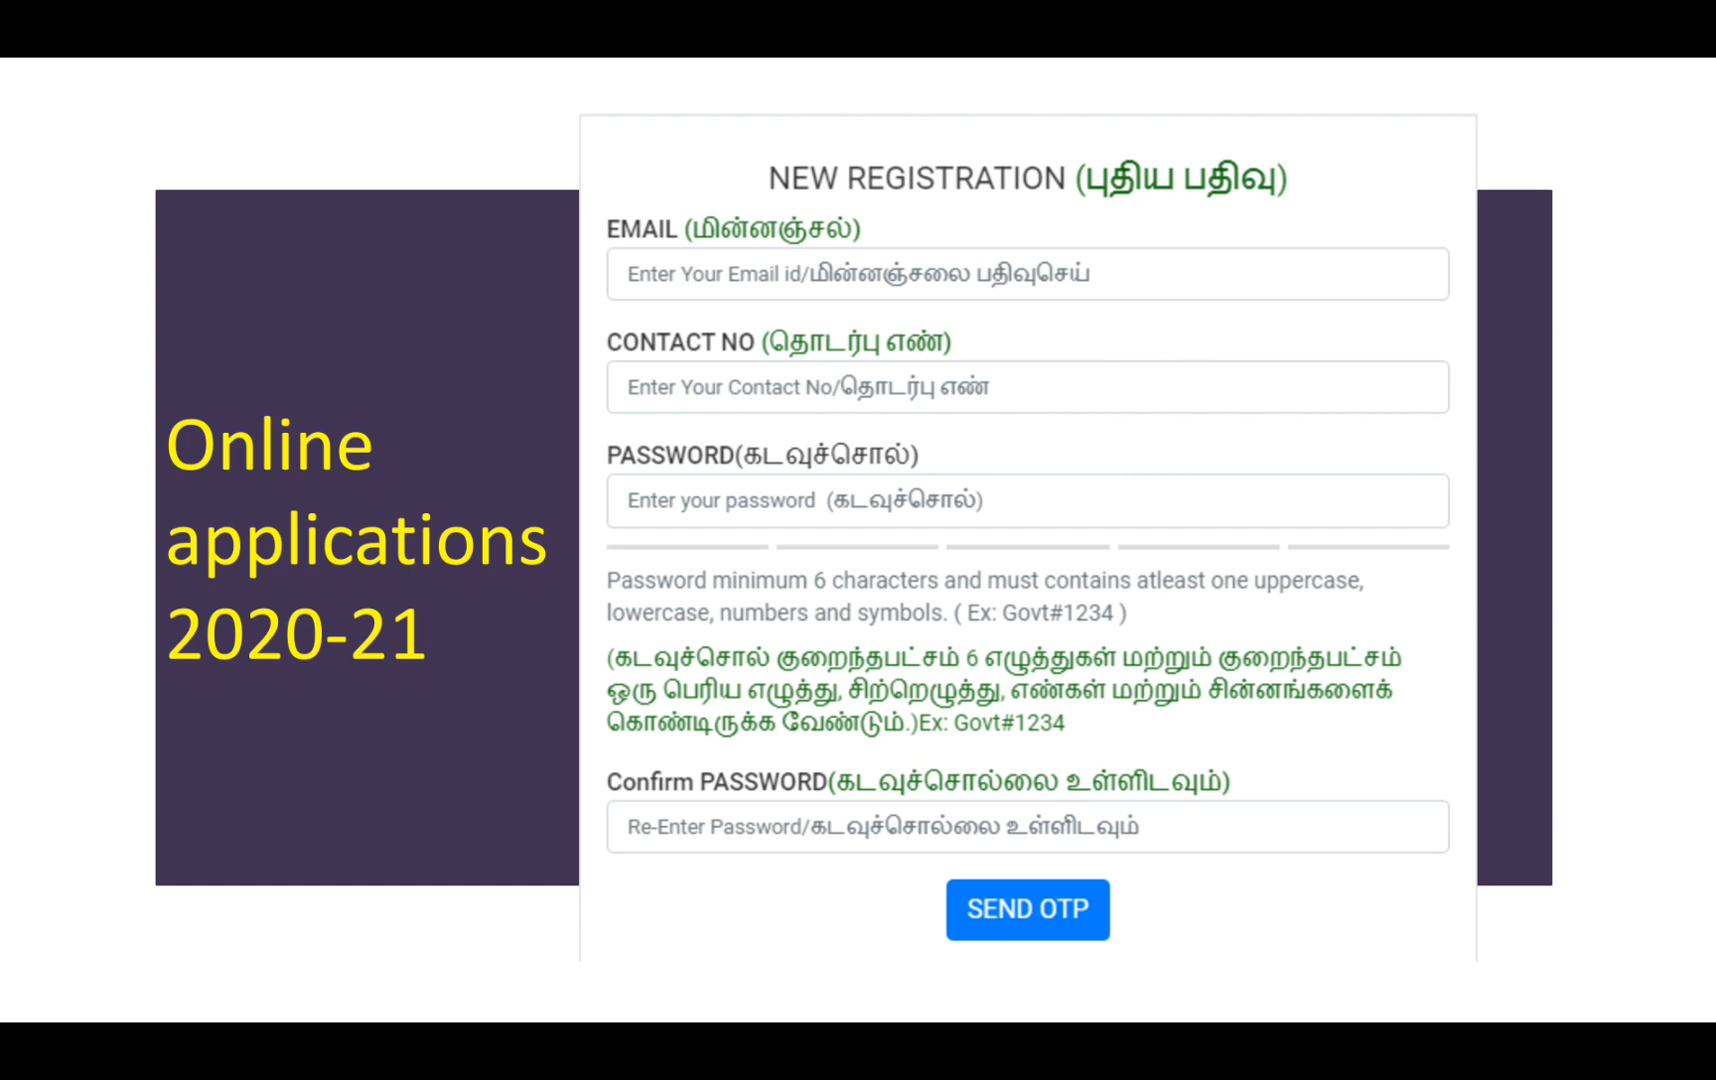 Online
applications
2020-21
NEW REGISTRATION (புதிய பதிவு)
EMAIL (மின்னஞ்சல்)
Enter Your Email id/மின்னஞ்சலை பதிவுசெய்
CONTACT NO (தொடர்பு எண்)
Enter Your Contact No/தொடர்பு எண்
PASSWORD(கடவுச்சொல்)
Enter your password (கடவுச்சொல்)
Password minimum 6 characters and must contains atleast one uppercase,
lowercase, numbers and symbols. ( Ex: Govt#1234 )
(கடவுச்சொல் குறைந்தபட்சம் 6 எழுத்துகள் மற்றும் குறைந்தபட்சம்
ஒரு பெரிய எழுத்து, சிற்றெழுத்து, எண்கள் மற்றும் சின்னங்களைக்
கொண்டிருக்க வேண்டும்.)Ex: Govt#1234
Confirm PASSWORD(கடவுச்சொல்லை உள்ளிடவும்)
Re-Enter Password/கடவுச்சொல்லை உள்ளிடவும்
SEND OTP